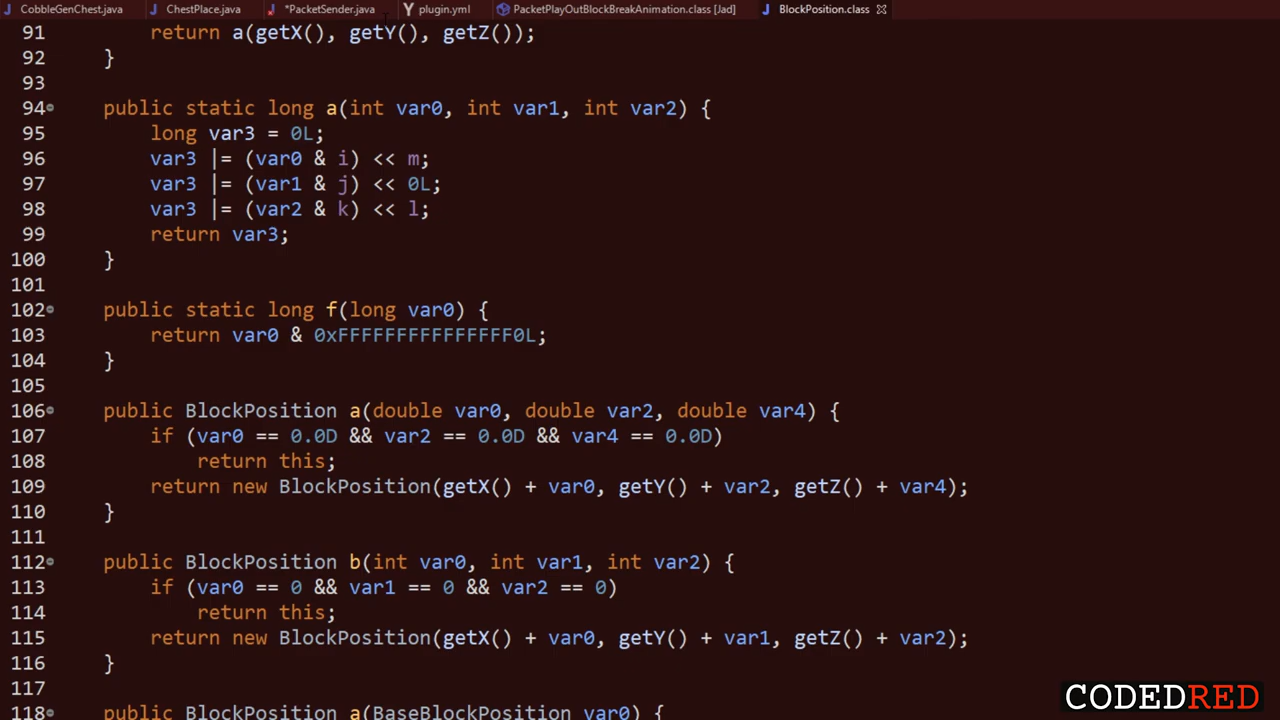 CobbleGenChest.java ChestPlace.java *PacketSender.java plugin.yml PacketPlayOutBlockBreakAnimation.class [Jad] BlockPosition.class
91 return a(getX(), getY(), getZ());
92 }
93
94 public static long a(int var0, int var1, int var2) {
95 long var3 = 0L;
96 var3 |= (var0 & i) << m;
97 var3 |= (var1 & j) << 0L;
98 var3 |= (var2 & k) << l;
99 return var3;
100 }
101
102 public static long f(long var0) {
103 return var0 & 0xFFFFFFFFFFFFFFF0L;
104 }
105
106 public BlockPosition a(double var0, double var2, double var4) {
107 if (var0 == 0.0D && var2 == 0.0D && var4 == 0.0D)
108 return this;
109 return new BlockPosition(getX() + var0, getY() + var2, getZ() + var4);
110 }
111
112 public BlockPosition b(int var0, int var1, int var2) {
113 if (var0 == 0 && var1 == 0 && var2 == 0)
114 return this;
115 return new BlockPosition(getX() + var0, getY() + var1, getZ() + var2);
116 }
117
118 public BlockPosition a(BaseBlockPosition var0) {
CODEDRED